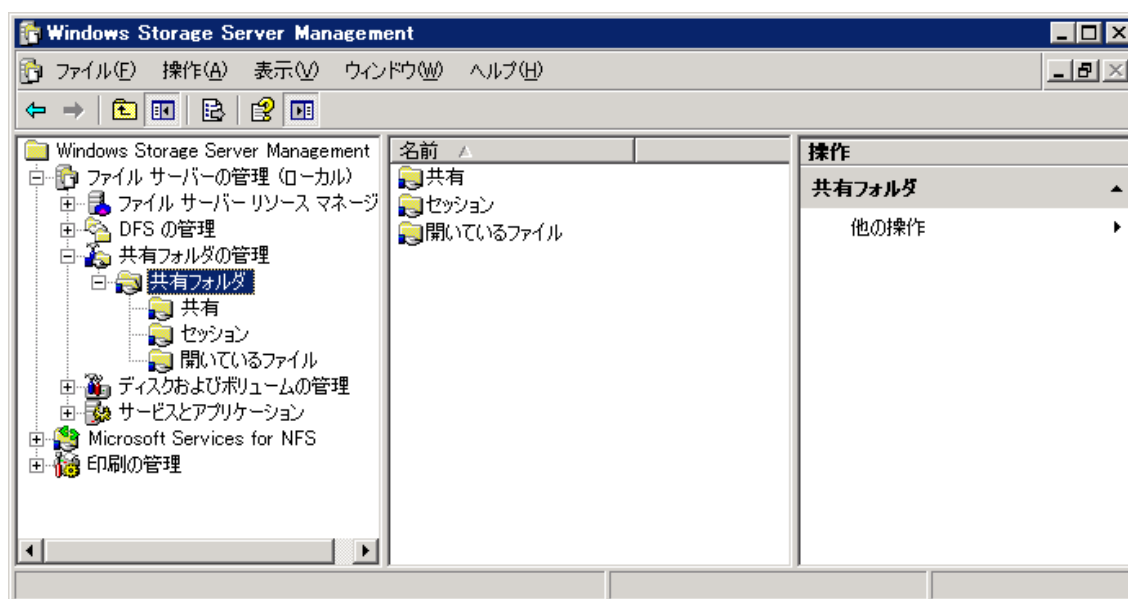 Windows Storage Server Management
ファイル(F) 操作(A) 表示(V) ウィンドウ(W) ヘルプ(H)
Windows Storage Server Management
ファイル サーバーの管理 (ローカル)
ファイル サーバー リソース マネージ
DFS の管理
共有フォルダの管理
共有フォルダ
共有
セッション
開いているファイル
ディスクおよびボリュームの管理
サービスとアプリケーション
Microsoft Services for NFS
印刷の管理
名前
共有
セッション
開いているファイル
操作
共有フォルダ
他の操作